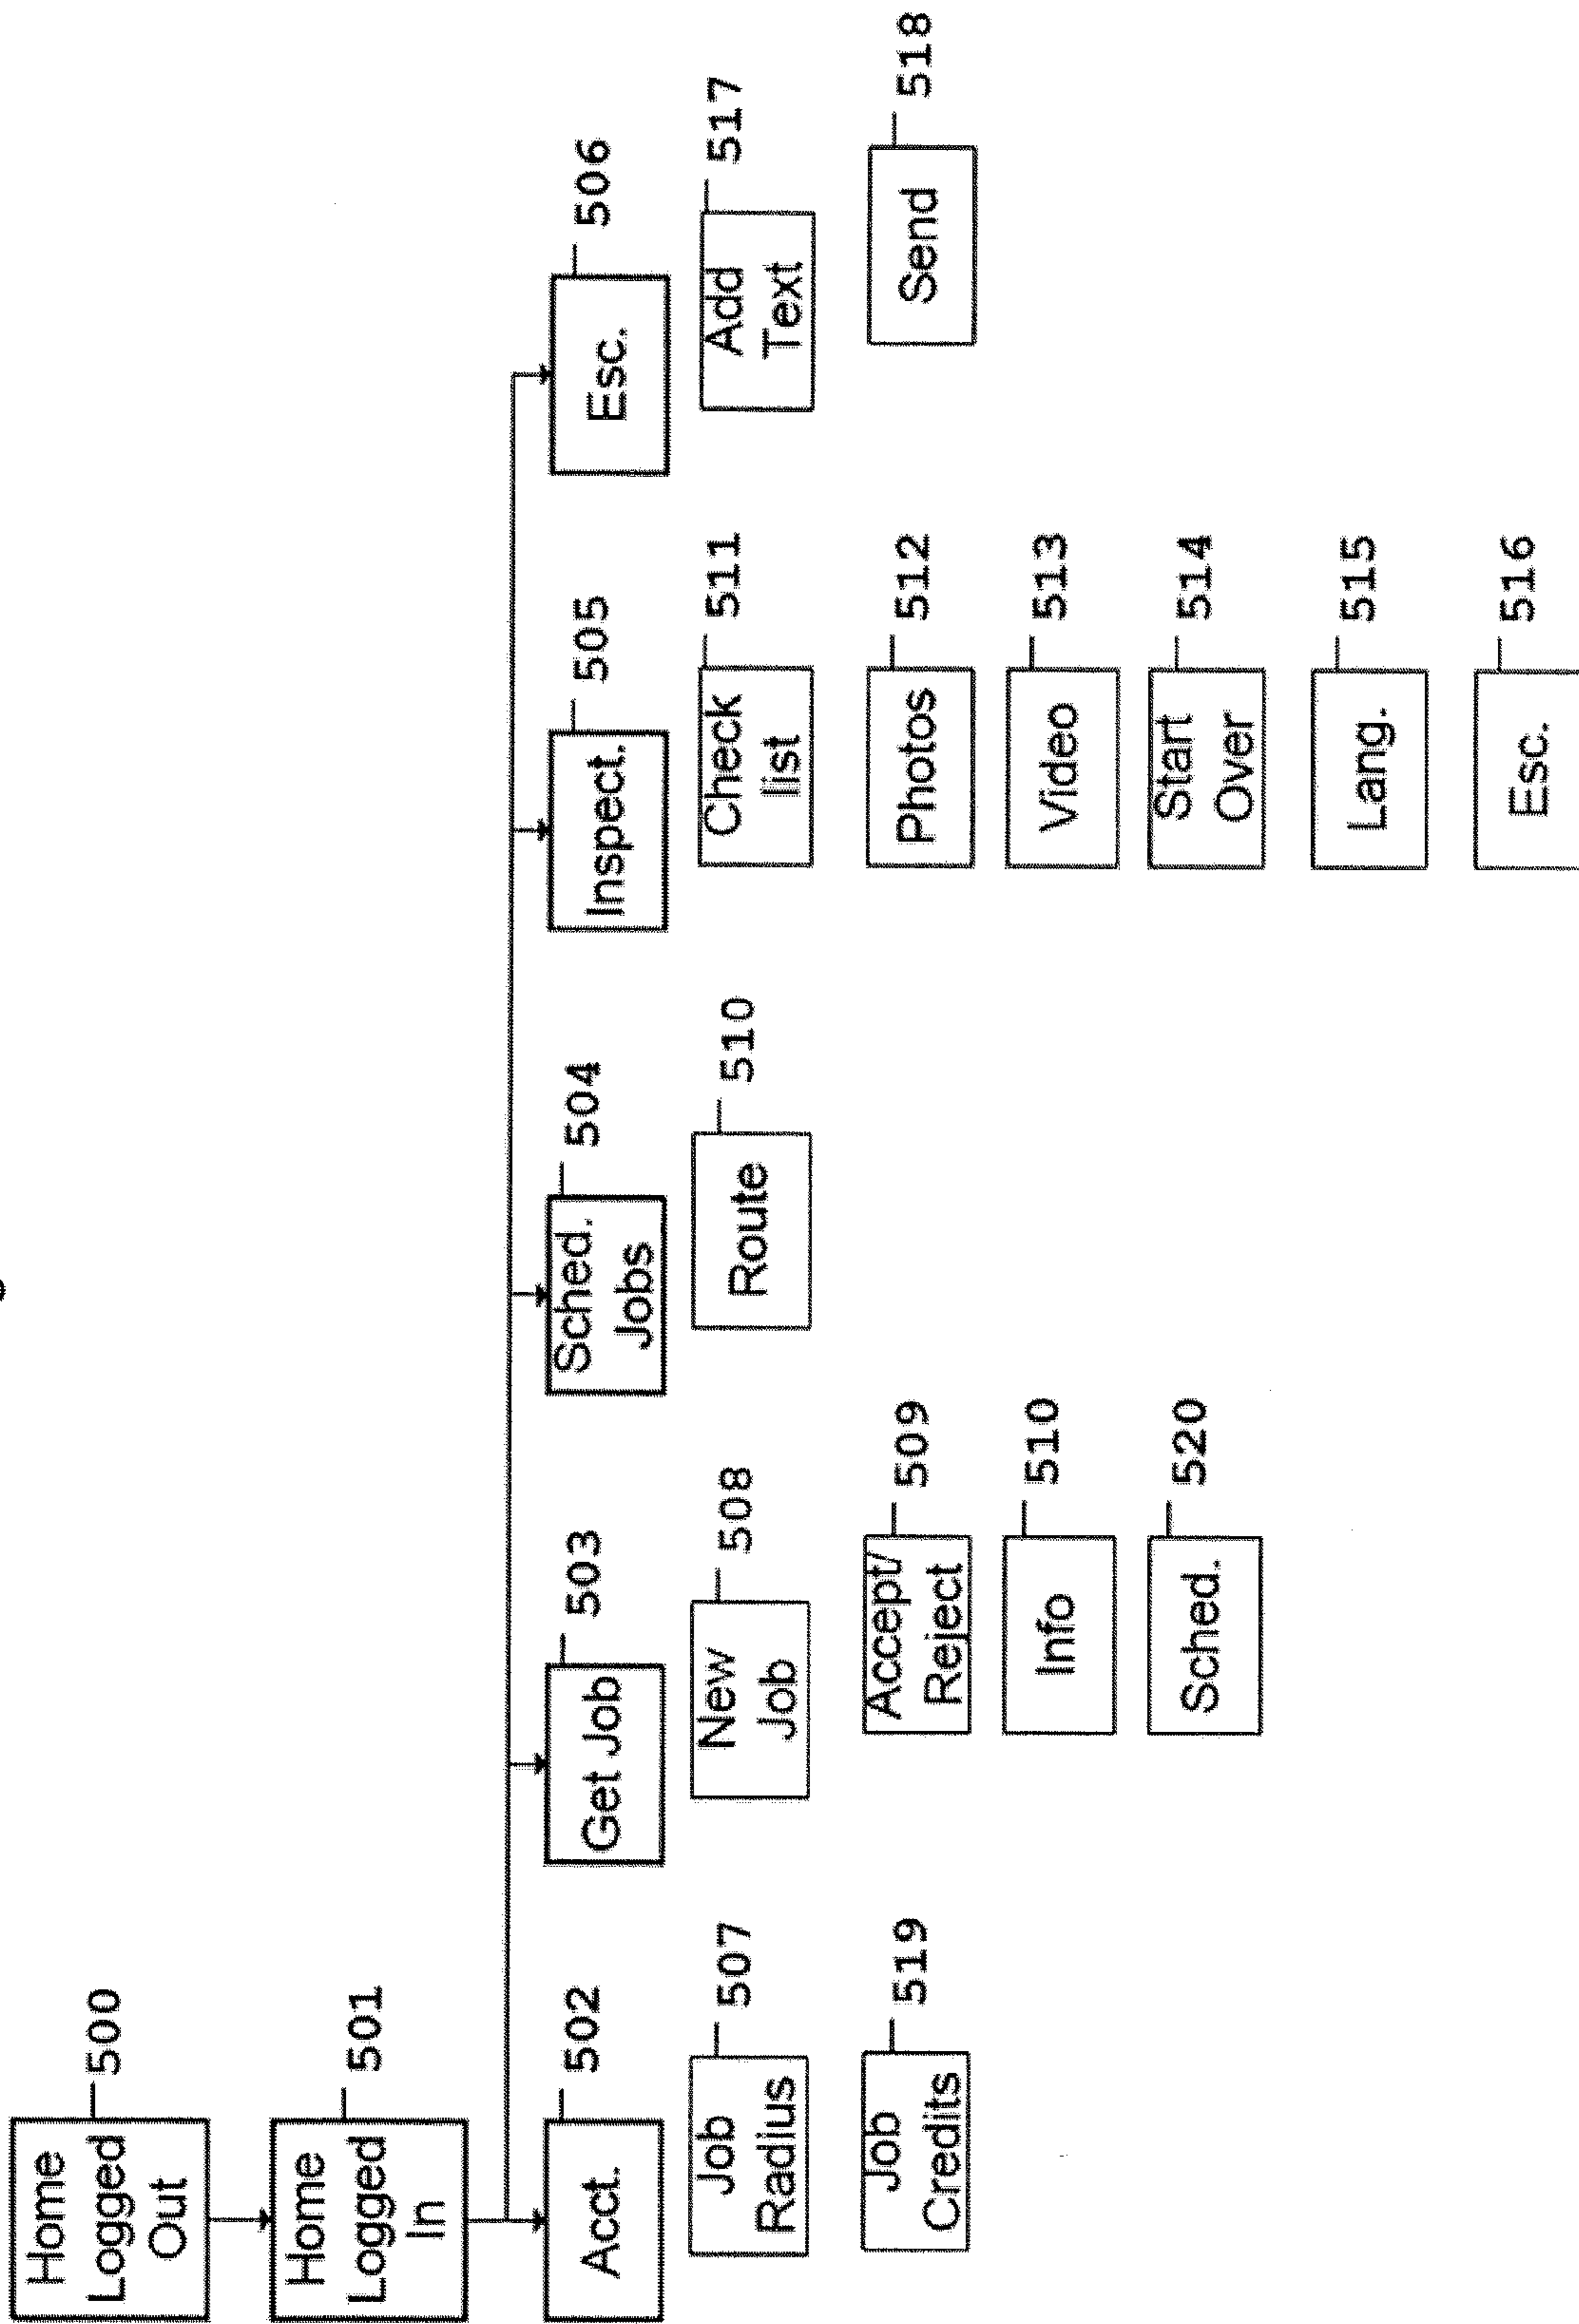 Home
Logged
Out
500
Home
Logged
In
501
Acct.
502
Get Job
503
Sched.
Jobs
504
Inspect.
505
Esc.
506
Job
Radius
507
New
Job
508
Route
510
Check
list
511
Add
Text
517
Job
Credits
519
Accept/
Reject
509
Photos
512
Send
518
Info
510
Video
513
Sched.
520
Start
Over
514
Lang.
515
Esc.
516